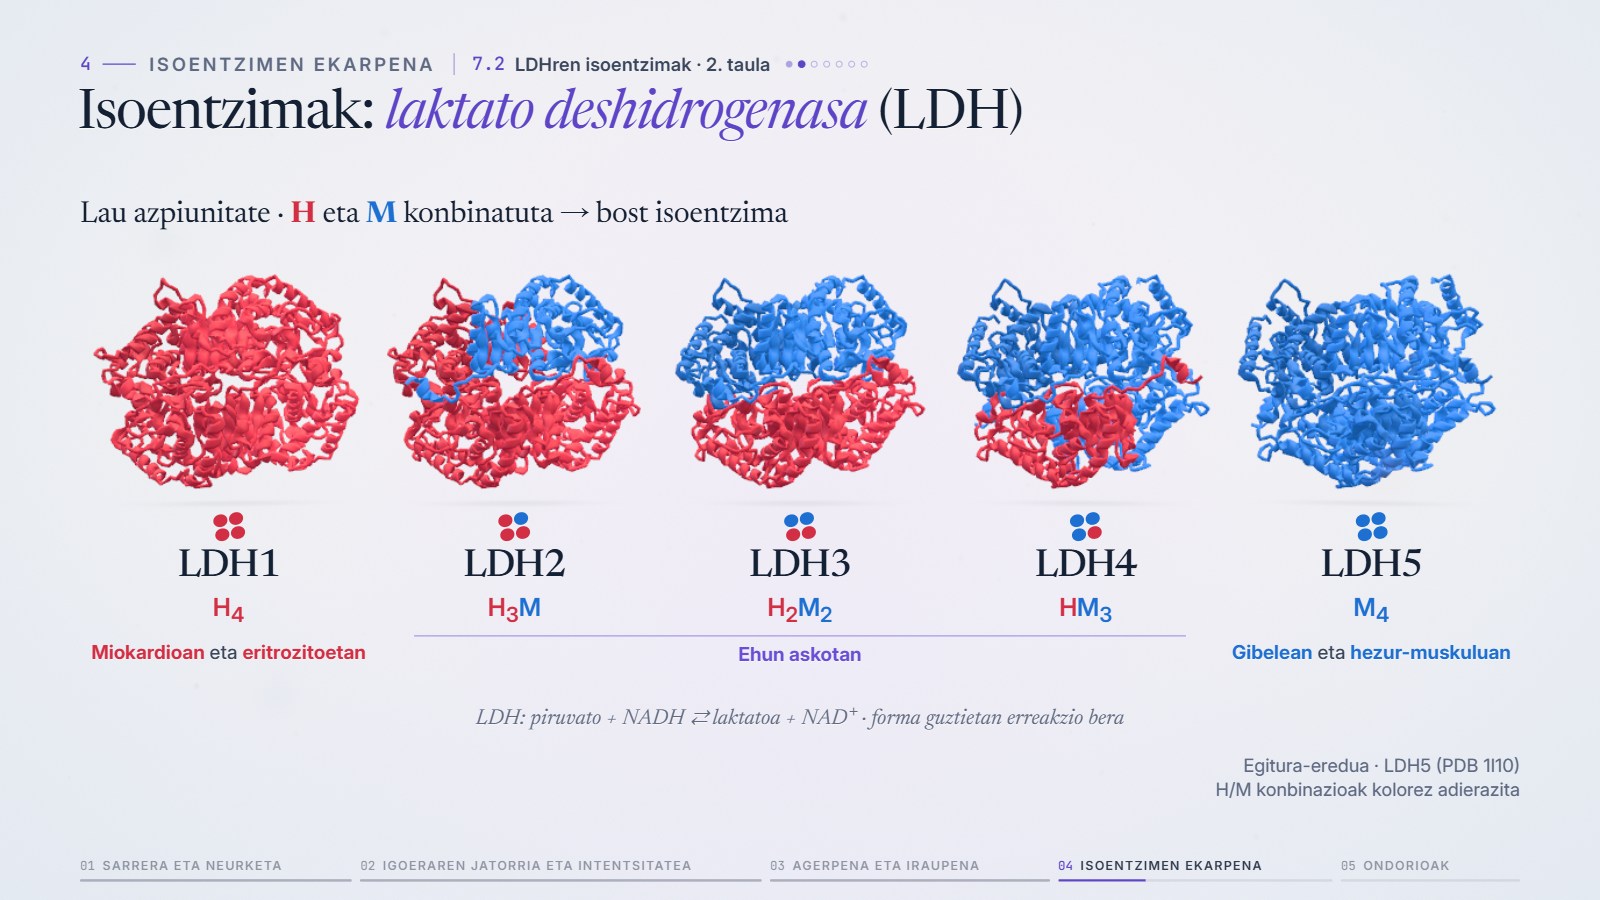 4 — ISOENTZIMEN EKARPENA | 7.2 LDHren isoentzimak · 2. taula
Isoentzimak: laktato deshidrogenasa (LDH)
Lau azpiunitate · H eta M konbinatuta → bost isoentzima
LDH1 LDH2 LDH3 LDH4 LDH5
H₄ H₃M H₂M₂ HM₃ M₄
Miokardioan eta eritrozitoetan Ehun askotan Gibelean eta hezur-muskuluan
LDH: piruvato + NADH ⇄ laktatoa + NAD⁺ · forma guztietan erreakzio bera
Egitura-eredua · LDH5 (PDB 1I10)
H/M konbinazioak kolorez adierazita
01 SARRERA ETA NEURKETA 02 IGOERAREN JATORRIA ETA INTENTSITATEA 03 AGERPENA ETA IRAUPENA 04 ISOENTZIMEN EKARPENA 05 ONDORIOAK